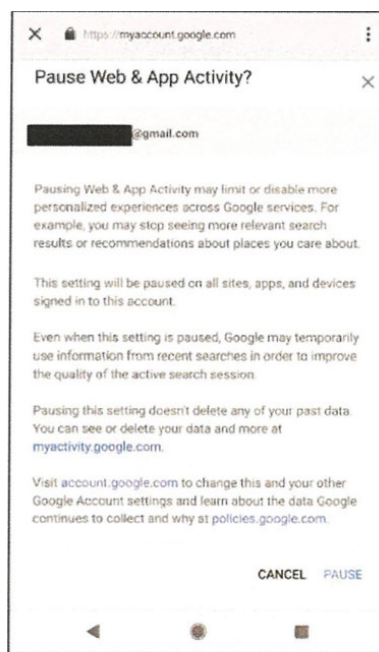 https://myaccount.google.com
Pause Web & App Activity?
@gmail.com
Pausing Web & App Activity may limit or disable more
personalized experiences across Google services. For
example, you may stop seeing more relevant search
results or recommendations about places you care about.
This setting will be paused on all sites, apps, and devices
signed in to this account.
Even when this setting is paused, Google may temporarily
use information from recent searches in order to improve
the quality of the active search session.
Pausing this setting doesn't delete any of your past data.
You can see or delete your data and more at
myactivity.google.com.
Visit account.google.com to change this and your other
Google Account settings and learn about the data Google
continues to collect and why at policies.google.com.
CANCEL PAUSE